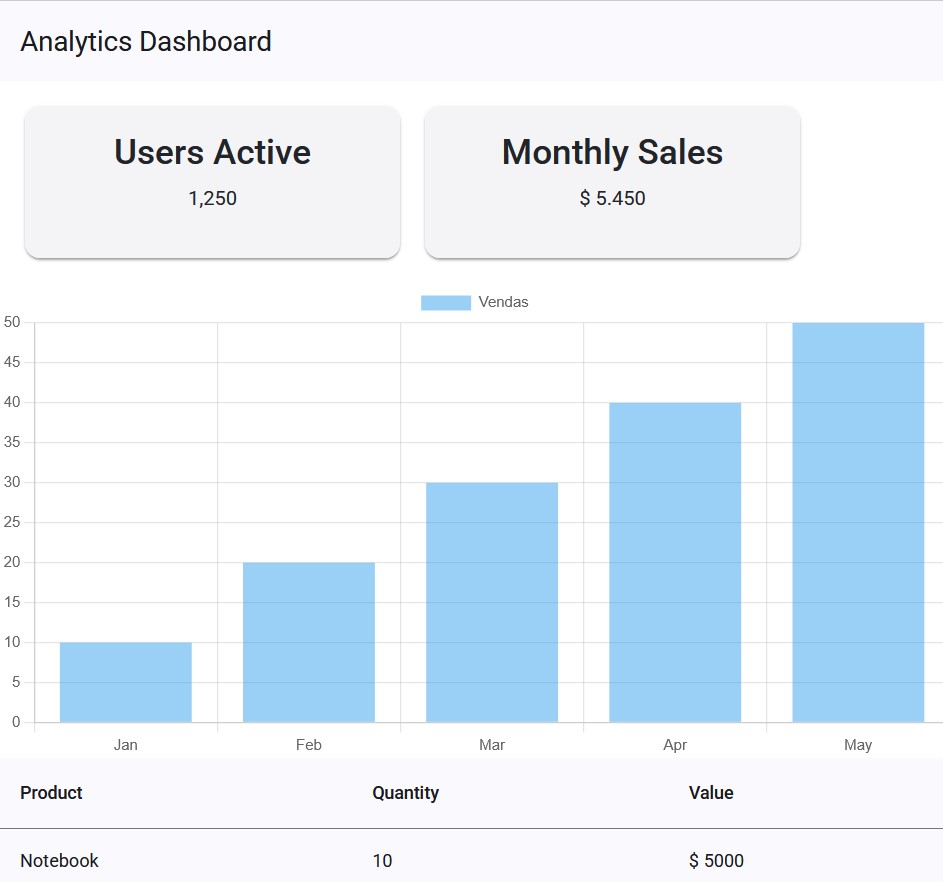 Analytics Dashboard
Users Active
Monthly Sales
1,250
$ 5.450
Vendas
50
45
40
35
30
25
20
15
10
5
0
Jan Feb Mar Apr May
Product Quantity Value
Notebook 10 $ 5000